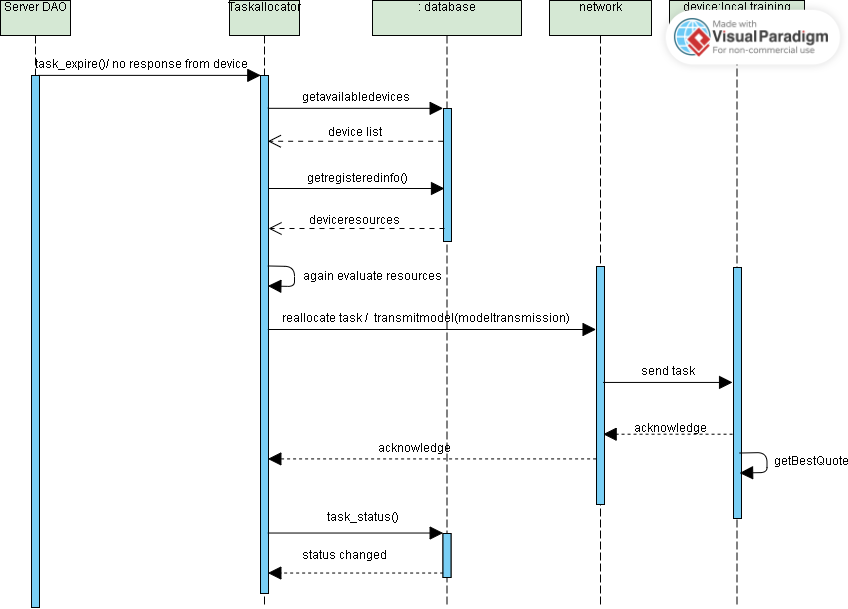 Server DAO
Taskallocator
: database
network
device:local training
Made with
VisualParadigm
For non-commercial use
task_expire()/ no response from device
getavailabledevices
device list
getregisteredinfo()
deviceresources
again evaluate resources
reallocate task / transmitmodel(modeltransmission)
send task
acknowledge
acknowledge
getBestQuote
task_status()
status changed